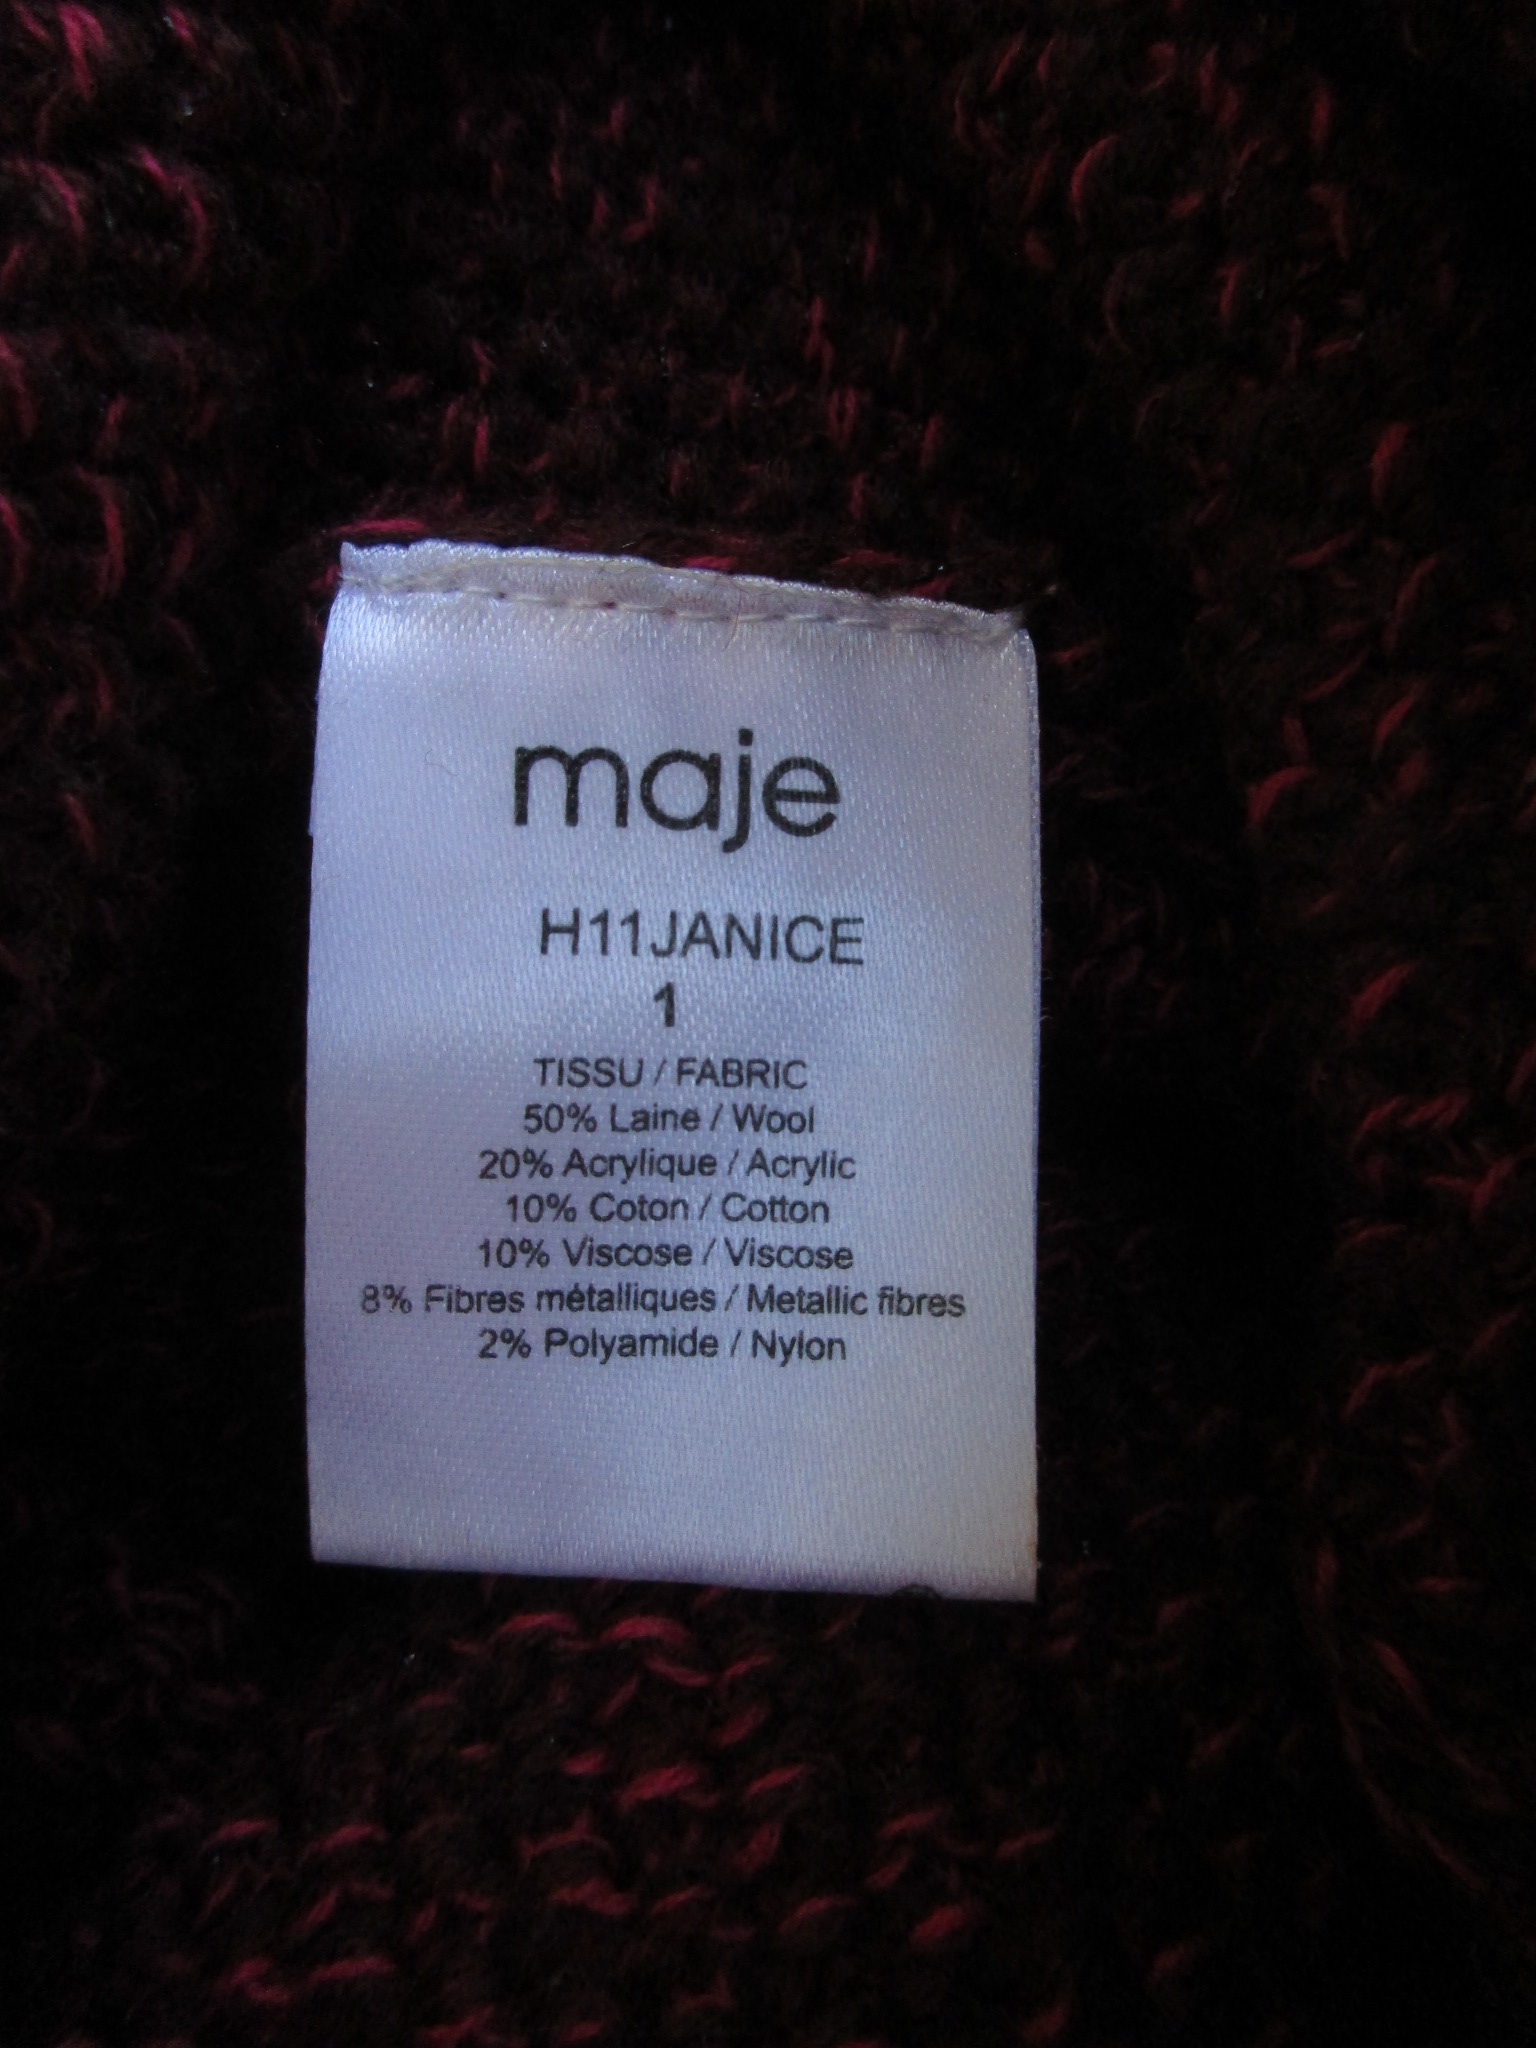 maje
H11JANICE
1
TISSU / FABRIC
50% Laine / Wool
20% Acrylique / Acrylic
10% Coton / Cotton
10% Viscose / Viscose
8% Fibres métalliques / Metallic fibres
2% Polyamide / Nylon